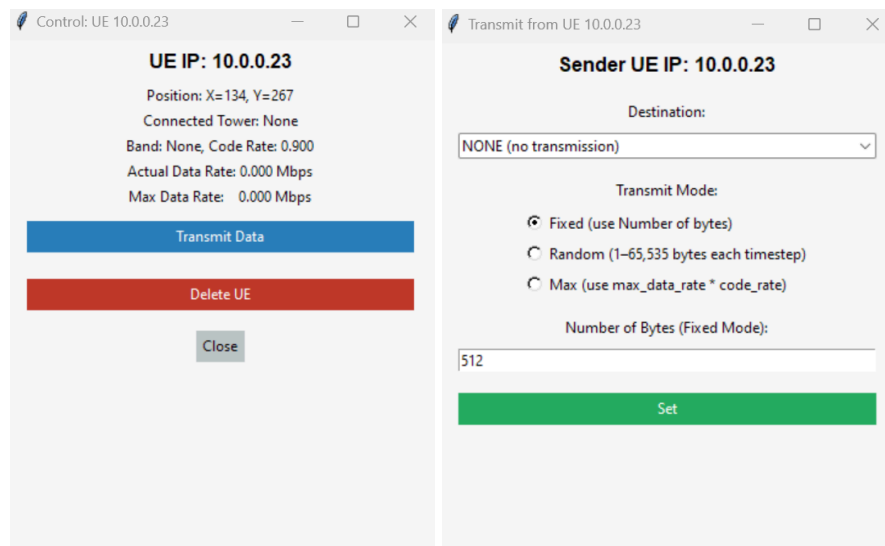 Control: UE 10.0.0.23
UE IP: 10.0.0.23
Position: X=134, Y=267
Connected Tower: None
Band: None, Code Rate: 0.900
Actual Data Rate: 0.000 Mbps
Max Data Rate: 0.000 Mbps
Transmit Data
Delete UE
Close
Transmit from UE 10.0.0.23
Sender UE IP: 10.0.0.23
Destination:
NONE (no transmission)
Transmit Mode:
Fixed (use Number of bytes)
Random (1–65,535 bytes each timestep)
Max (use max_data_rate * code_rate)
Number of Bytes (Fixed Mode):
512
Set